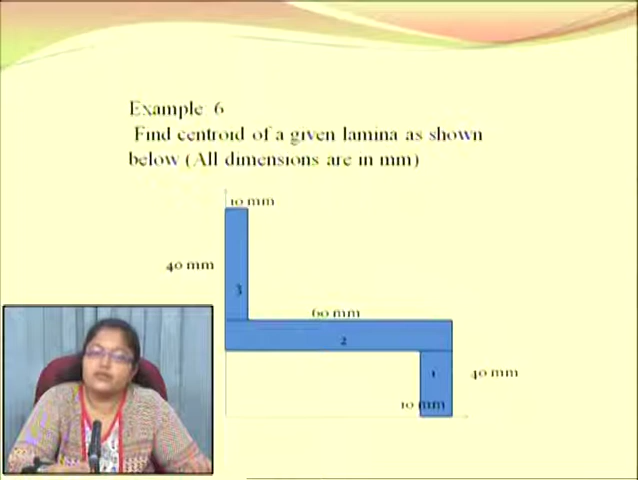 Example 6
Find centroid of a given lamina as shown
below (All dimensions are in mm)
10 mm
40 mm
3
60 mm
2
1
40 mm
10 mm